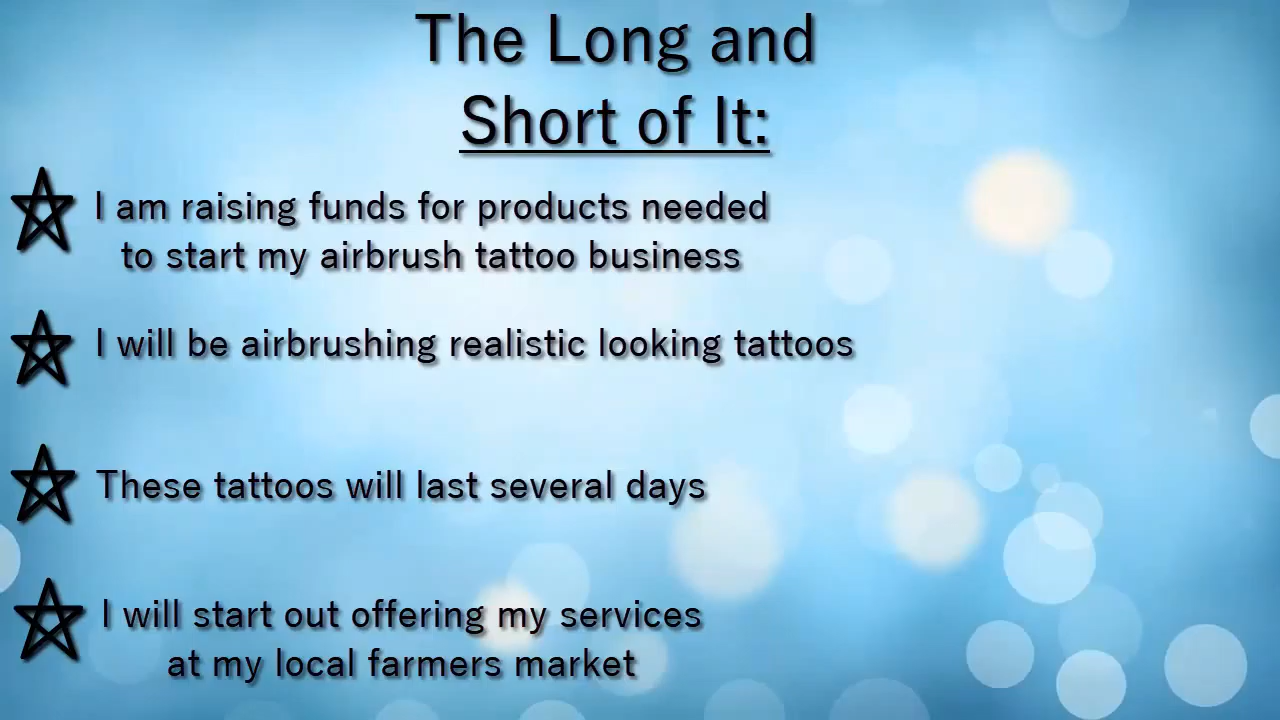 The Long and
Short of It:
I am raising funds for products needed
to start my airbrush tattoo business
I will be airbrushing realistic looking tattoos
These tattoos will last several days
I will start out offering my services
at my local farmers market